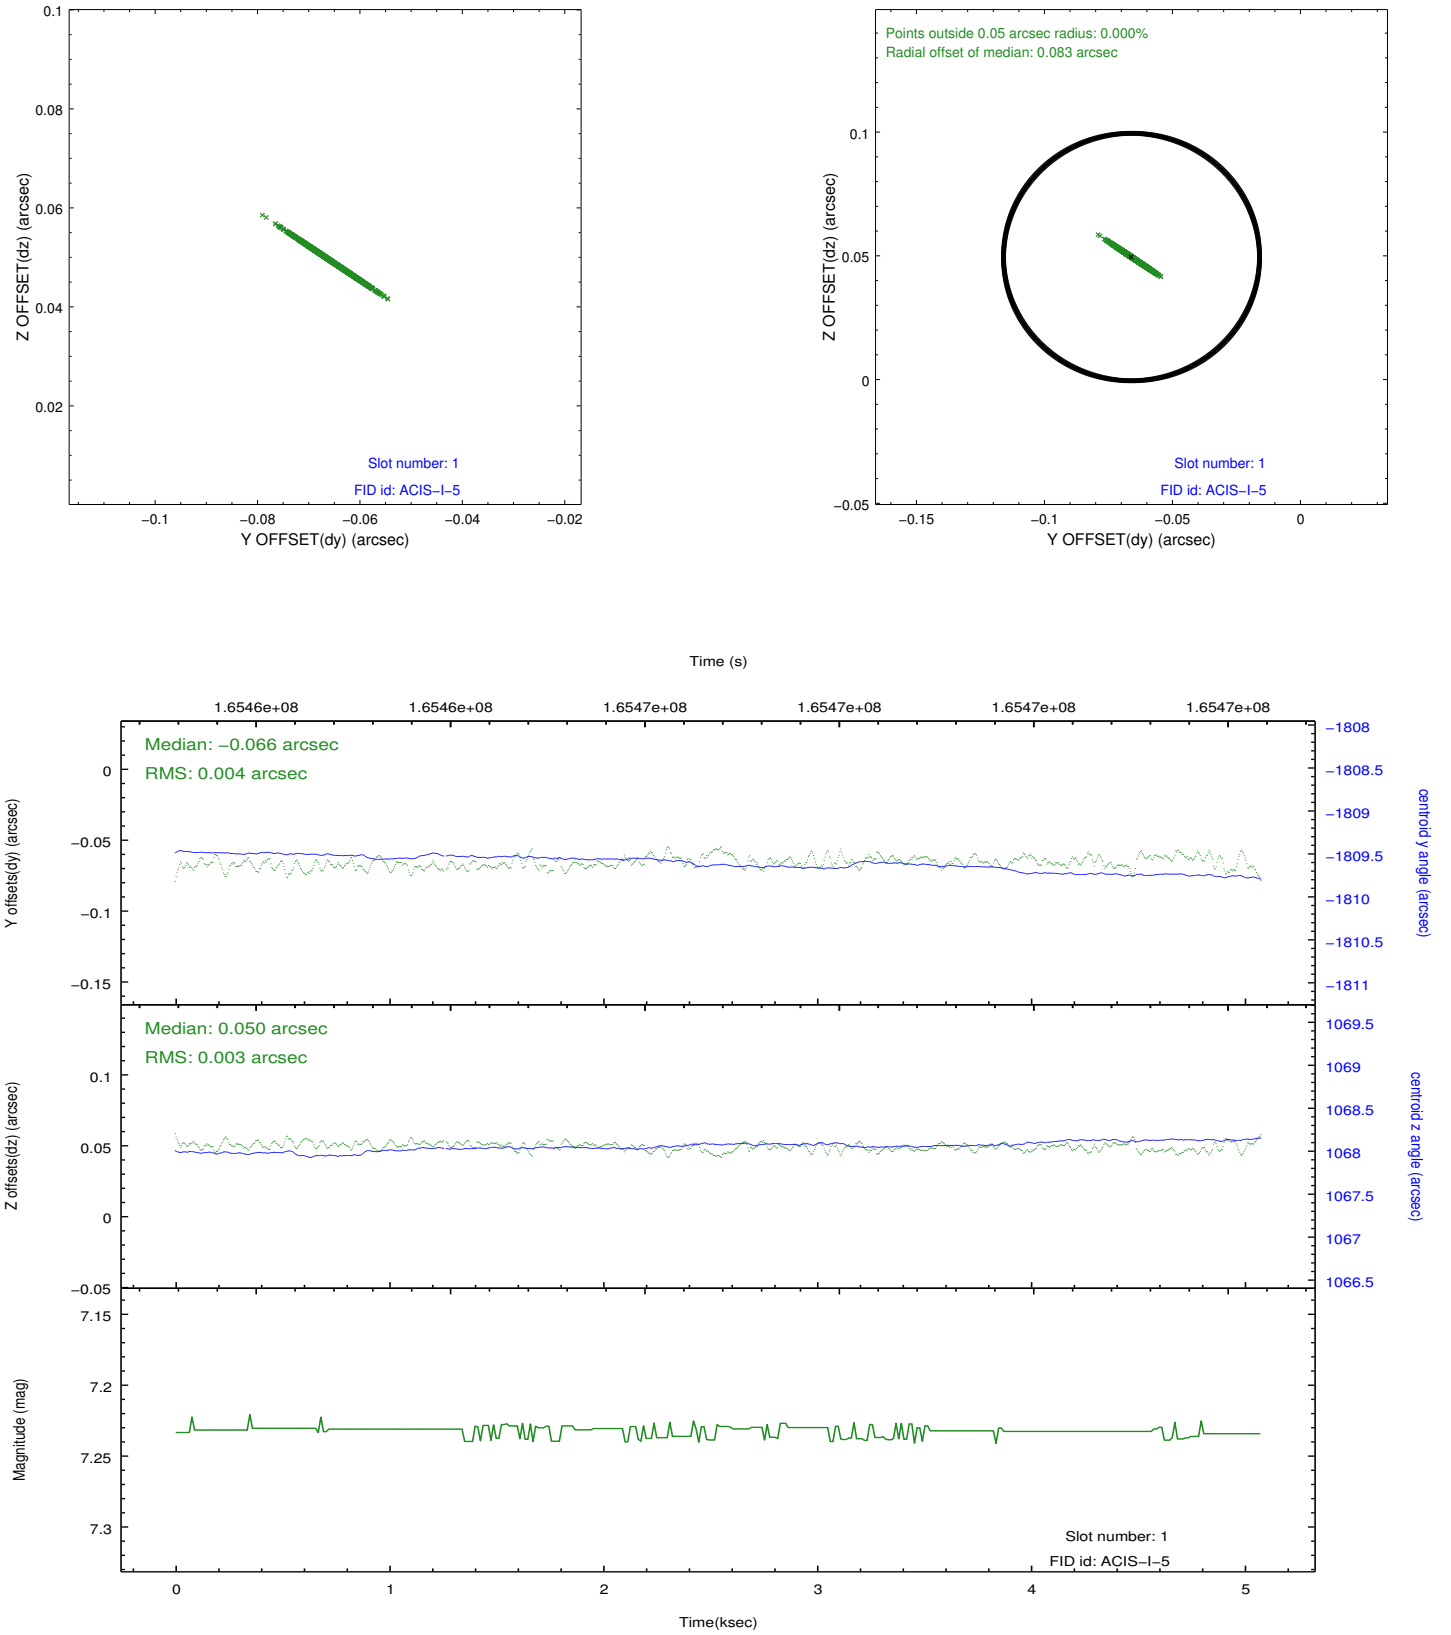 0.1
0.08
0.06
0.04
0.02
Z OFFSET(dz) (arcsec)
Slot number: 1
FID id: ACIS−I−5
−0.1
−0.08
−0.06
−0.04
−0.02
Y OFFSET(dy) (arcsec)
Points outside 0.05 arcsec radius: 0.000%
Radial offset of median: 0.083 arcsec
0.1
0.05
0
−0.05
Z OFFSET(dz) (arcsec)
Slot number: 1
FID id: ACIS−I−5
−0.15
−0.1
−0.05
0
Y OFFSET(dy) (arcsec)
Time (s)
1.6546e+08
1.6546e+08
1.6547e+08
1.6547e+08
1.6547e+08
1.6547e+08
Median: −0.066 arcsec
RMS: 0.004 arcsec
0
−0.05
−0.1
−0.15
Y offsets(dy) (arcsec)
−1808
−1808.5
−1809
−1809.5
−1810
−1810.5
−1811
centroid y angle (arcsec)
Median: 0.050 arcsec
RMS: 0.003 arcsec
0.1
0.05
0
−0.05
Z offsets(dz) (arcsec)
1069.5
1069
1068.5
1068
1067.5
1067
1066.5
centroid z angle (arcsec)
7.15
7.2
7.25
7.3
Magnitude (mag)
Slot number: 1
FID id: ACIS−I−5
0
1
2
3
4
5
Time(ksec)